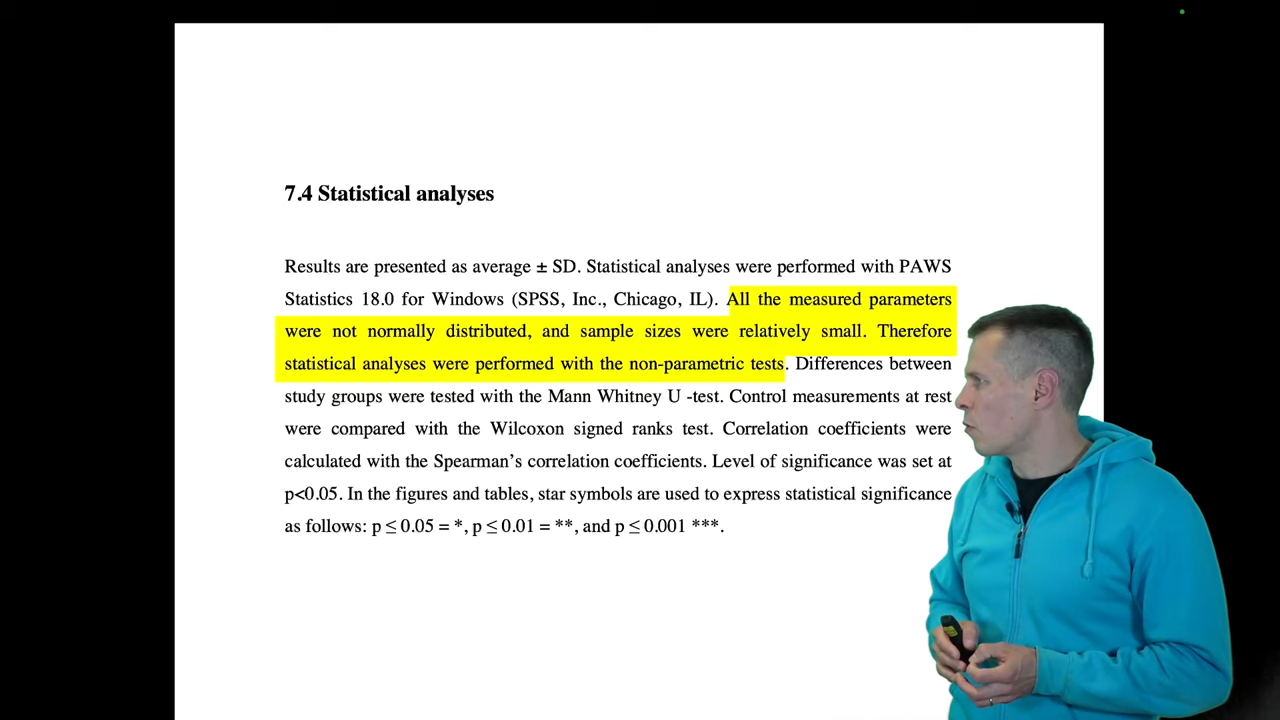 7.4 Statistical analyses
Results are presented as average ± SD. Statistical analyses were performed with PAWS
Statistics 18.0 for Windows (SPSS, Inc., Chicago, IL). All the measured parameters
were not normally distributed, and sample sizes were relatively small. Therefore
statistical analyses were performed with the non-parametric tests. Differences between
study groups were tested with the Mann Whitney U -test. Control measurements at rest
were compared with the Wilcoxon signed ranks test. Correlation coefficients were
calculated with the Spearman's correlation coefficients. Level of significance was set at
p<0.05. In the figures and tables, star symbols are used to express statistical significance
as follows: p ≤ 0.05 = *, p ≤ 0.01 = **, and p ≤ 0.001 ***.